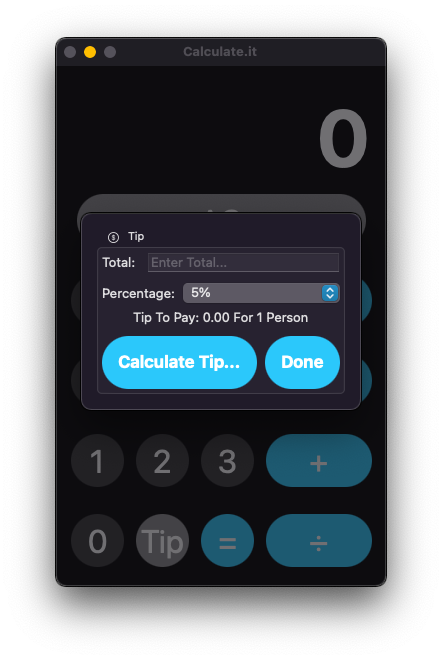 Calculate.it
0
Tip
Total: Enter Total...
Percentage: 5%
Tip To Pay: 0.00 For 1 Person
Calculate Tip... Done
1 2 3 +
0 Tip = ÷